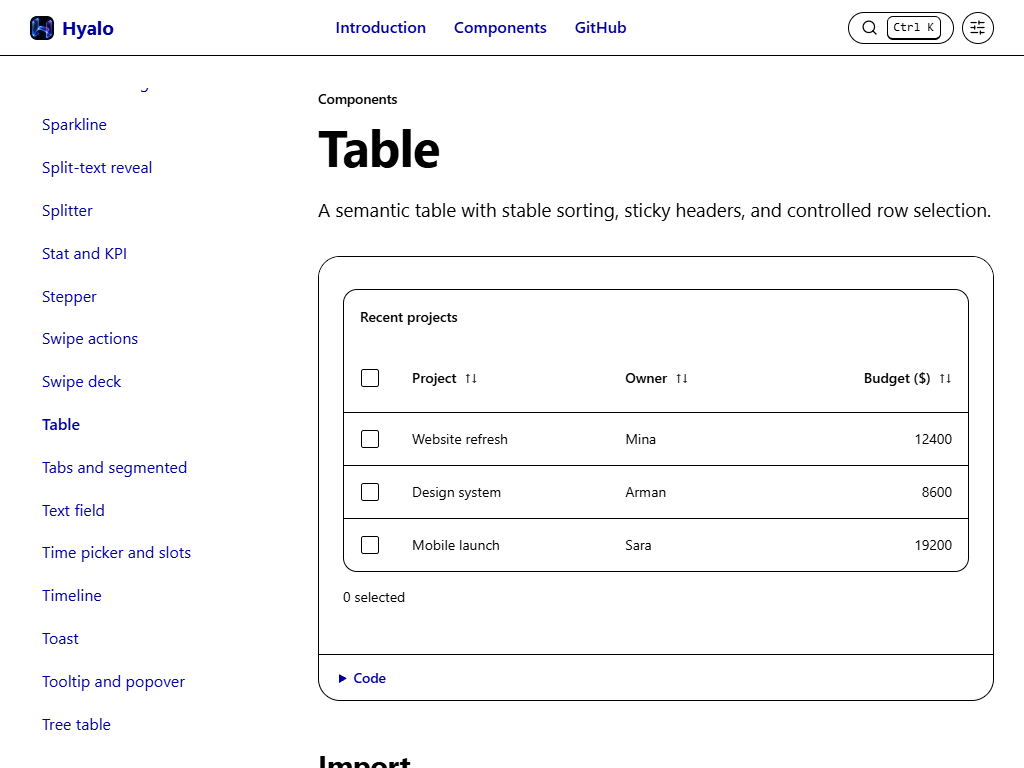 Hyalo
Introduction
Components
GitHub
Ctrl K
Sparkline
Split-text reveal
Splitter
Stat and KPI
Stepper
Swipe actions
Swipe deck
Table
Tabs and segmented
Text field
Time picker and slots
Timeline
Toast
Tooltip and popover
Tree table
Components
Table
A semantic table with stable sorting, sticky headers, and controlled row selection.
Recent projects
Project ↑↓ Owner ↑↓ Budget ($) ↑↓
Website refresh Mina 12400
Design system Arman 8600
Mobile launch Sara 19200
0 selected
Code
Import